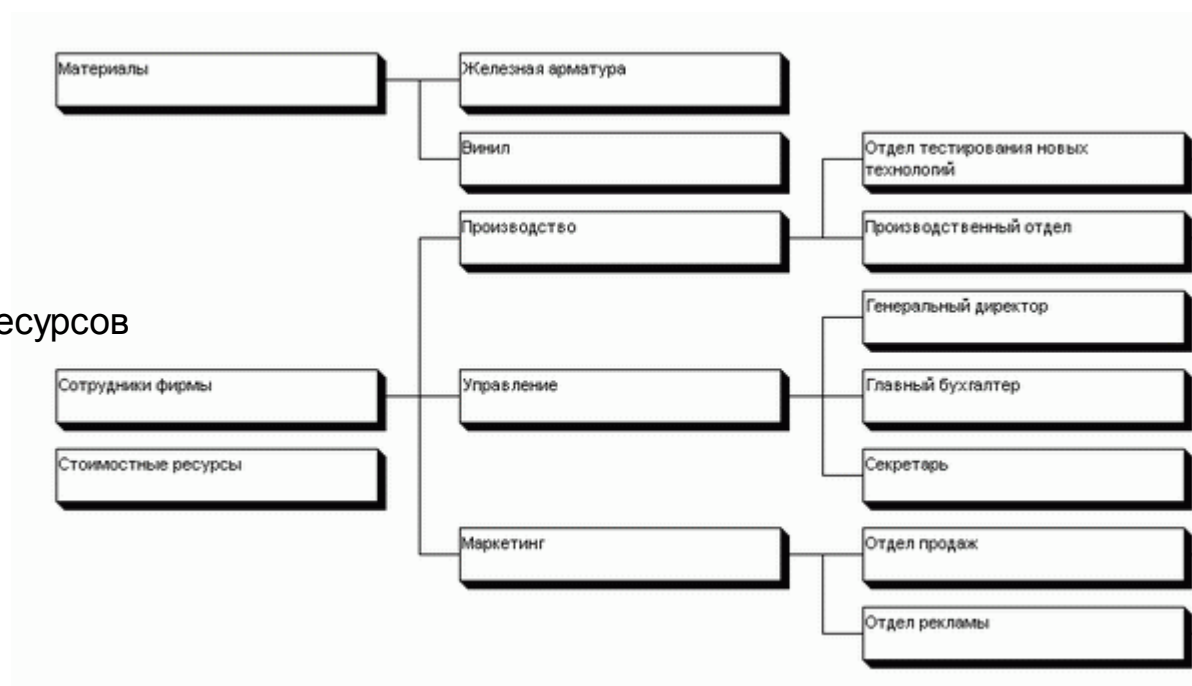 Материалы
Железная арматура
Винил
Отдел тестирования новых
технологий
Производство
Производственный отдел
Генеральный директор
есурсов
Сотрудники фирмы
Управление
Главный бухгалтер
Стоимостные ресурсы
Секретарь
Маркетинг
Отдел продаж
Отдел рекламы